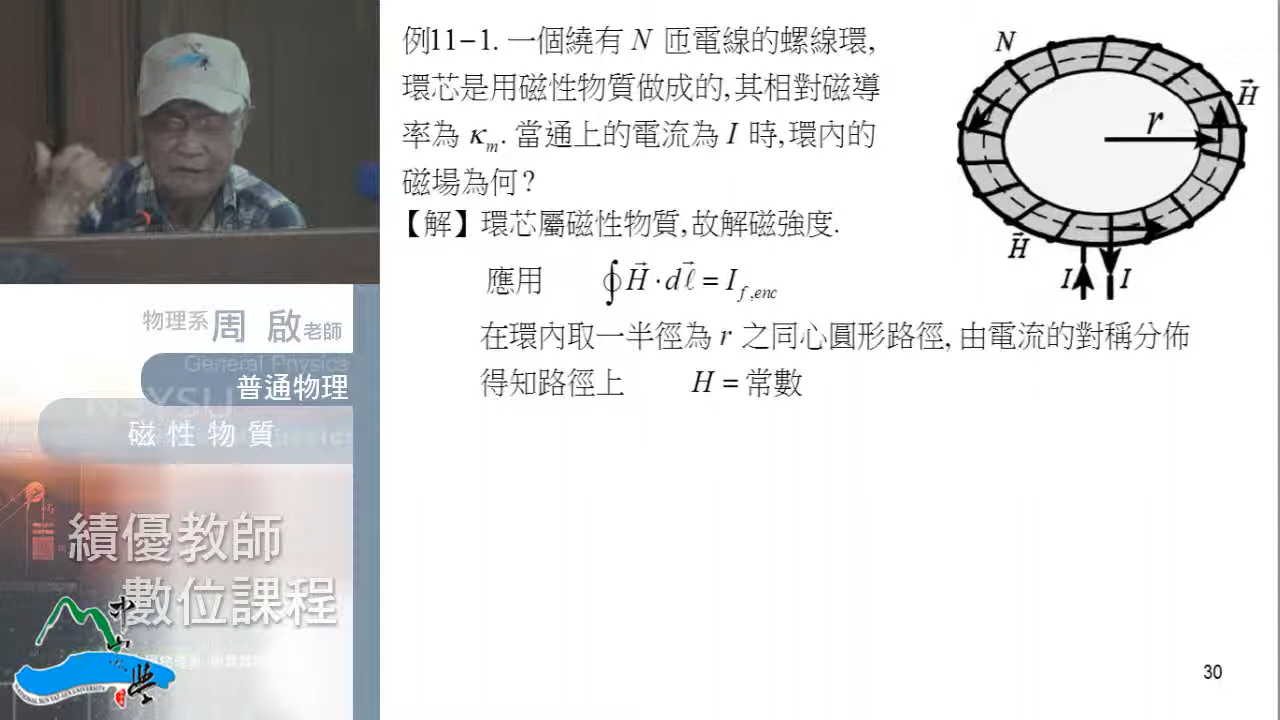 例11-1. 一個繞有 N 匝電線的螺線環,
環芯是用磁性物質做成的, 其相對磁導
率為 κm. 當通上的電流為 I 時, 環內的
磁場為何?
【解】環芯屬磁性物質, 故解磁強度.
應用 ∮H⃗·dℓ⃗ = I f,enc
在環內取一半徑為 r 之同心圓形路徑, 由電流的對稱分佈
得知路徑上 H = 常數
N
H⃗
r
H⃗
I
I
物理系 周 啟 老師
General Physics
普通物理
NSYSU
磁性物質
績優教師
數位課程
30